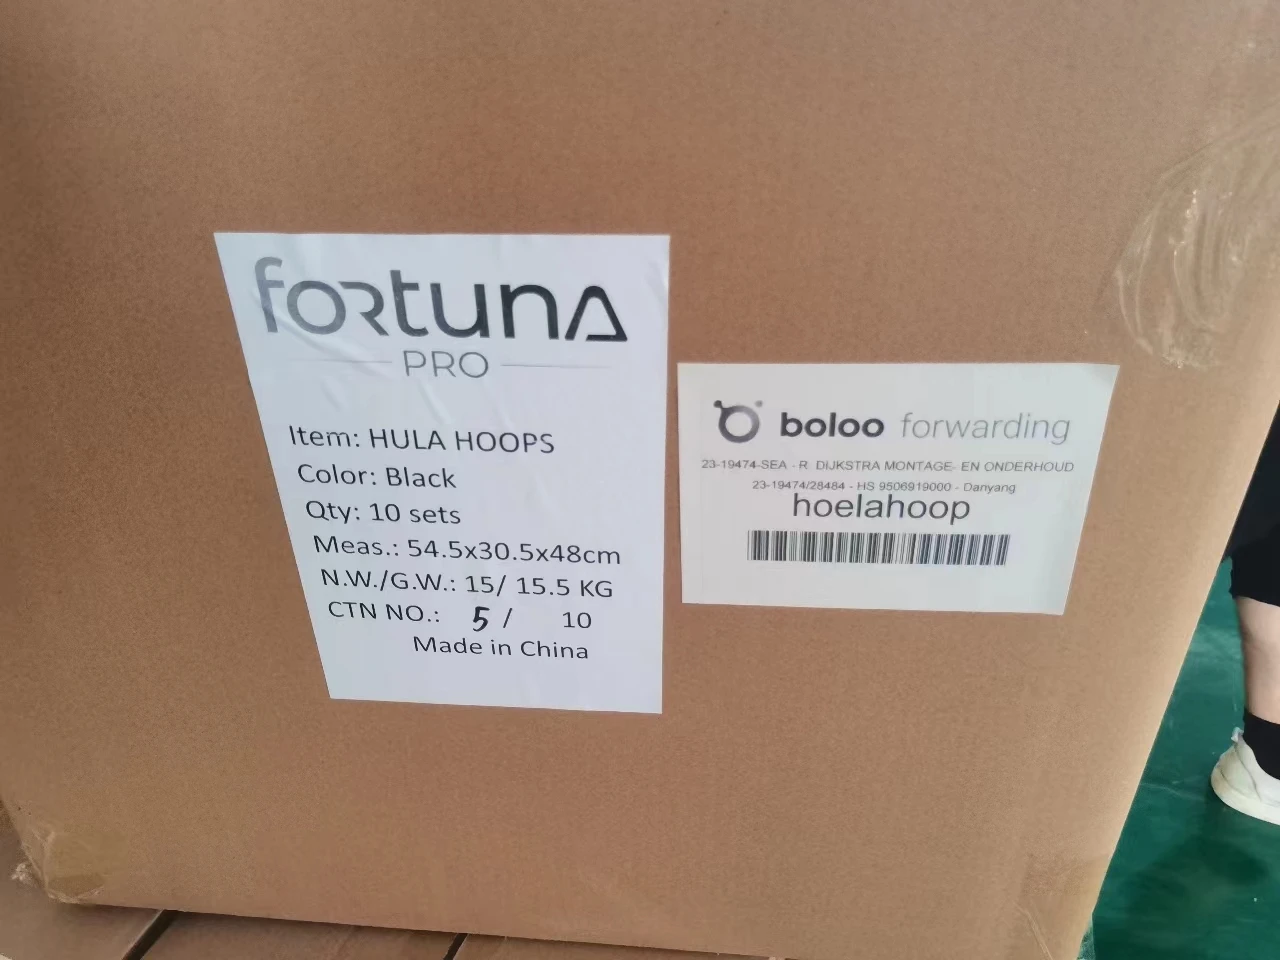 fortuna
PRO
Item: HULA HOOPS
Color: Black
Qty: 10 sets
Meas.: 54.5x30.5x48cm
N.W./G.W.: 15/ 15.5 KG
CTN NO.: 5 / 10
Made in China
boloo forwarding
23-19474-SEA - R. DIJKSTRA MONTAGE- EN ONDERHOUD
23-19474/28484 - HS 9506919000 - Danyang
hoelahoop